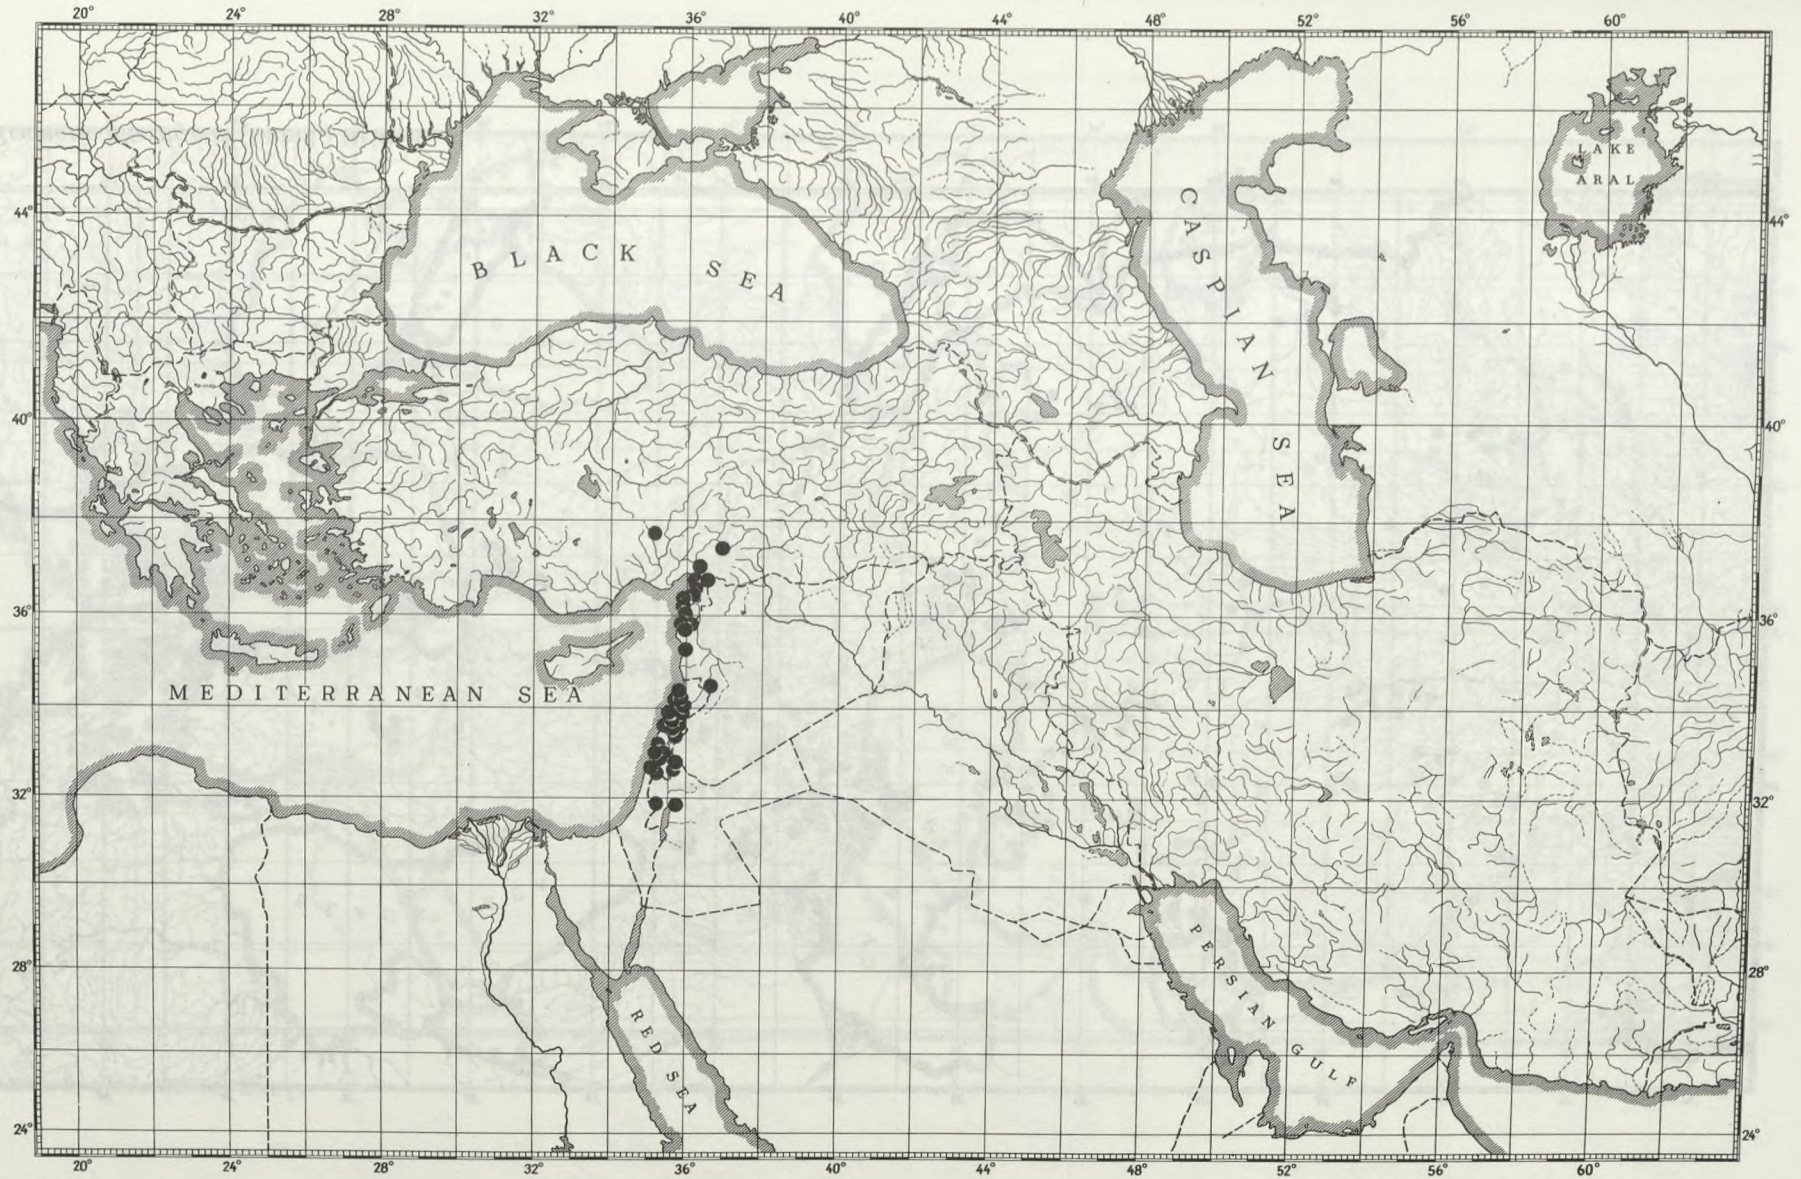 20° 24° 28° 32° 36° 40° 44° 48° 52° 56° 60°
LAKE
ARAL
44° 44°
CASPIAN SEA
BLACK SEA
40° 40°
36° 36°
MEDITERRANEAN SEA
32° 32°
PERSIAN GULF
28° 28°
RED SEA
24° 24°
20° 24° 28° 32° 36° 40° 44° 48° 52° 56° 60°